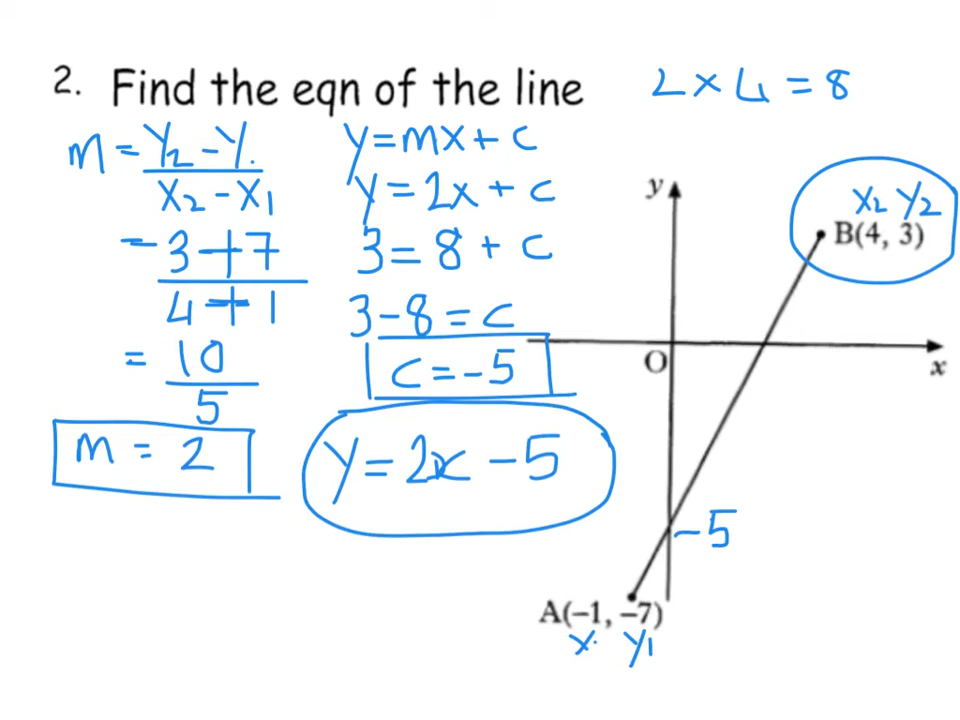 2. Find the eqn of the line
2 × 4 = 8
m = y₂ - y₁ / x₂ - x₁
= 3 + 7 / 4 + 1
= 10 / 5
m = 2
y = mx + c
y = 2x + c
3 = 8 + c
3 - 8 = c
c = -5
y = 2x - 5
y
x₂ y₂
B(4, 3)
O
x
-5
A(–1, –7)
x₁ y₁